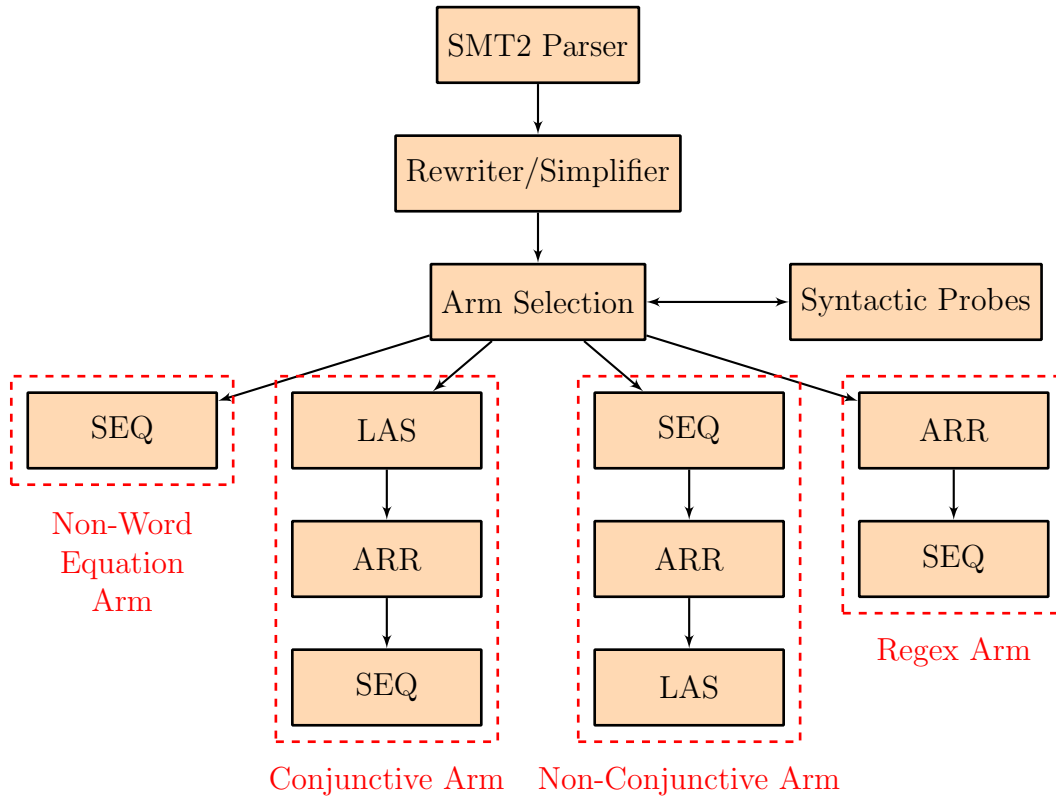 SMT2 Parser
Rewriter/Simplifier
Arm Selection
Syntactic Probes
SEQ
LAS
SEQ
ARR
Non-Word
Equation
Arm
ARR
ARR
SEQ
SEQ
LAS
Regex Arm
Conjunctive Arm
Non-Conjunctive Arm